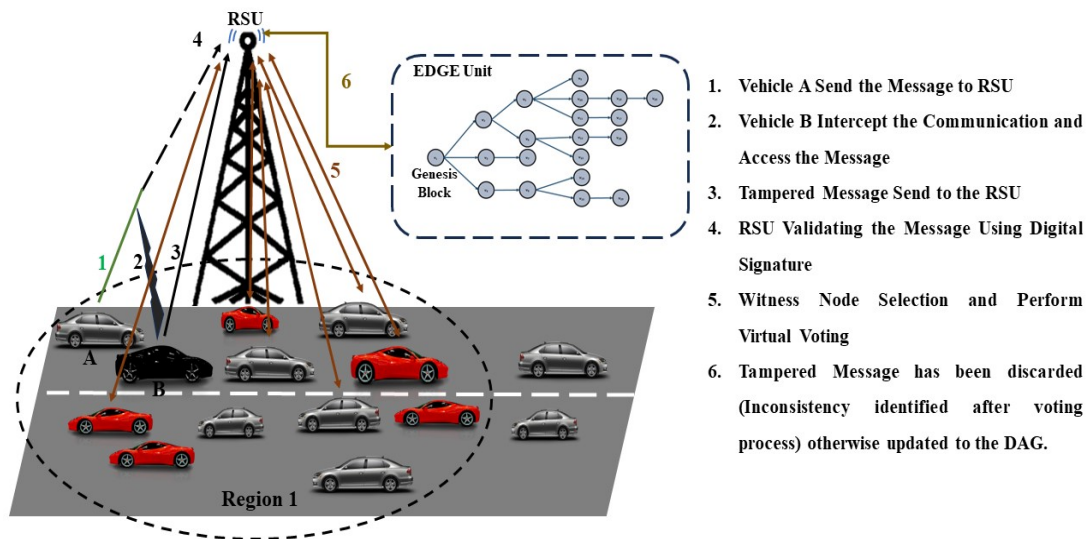 RSU
4
6
EDGE Unit
Genesis
Block
5
1
2
3
A
B
Region 1
1. Vehicle A Send the Message to RSU
2. Vehicle B Intercept the Communication and
Access the Message
3. Tampered Message Send to the RSU
4. RSU Validating the Message Using Digital
Signature
5. Witness Node Selection and Perform
Virtual Voting
6. Tampered Message has been discarded
(Inconsistency identified after voting
process) otherwise updated to the DAG.